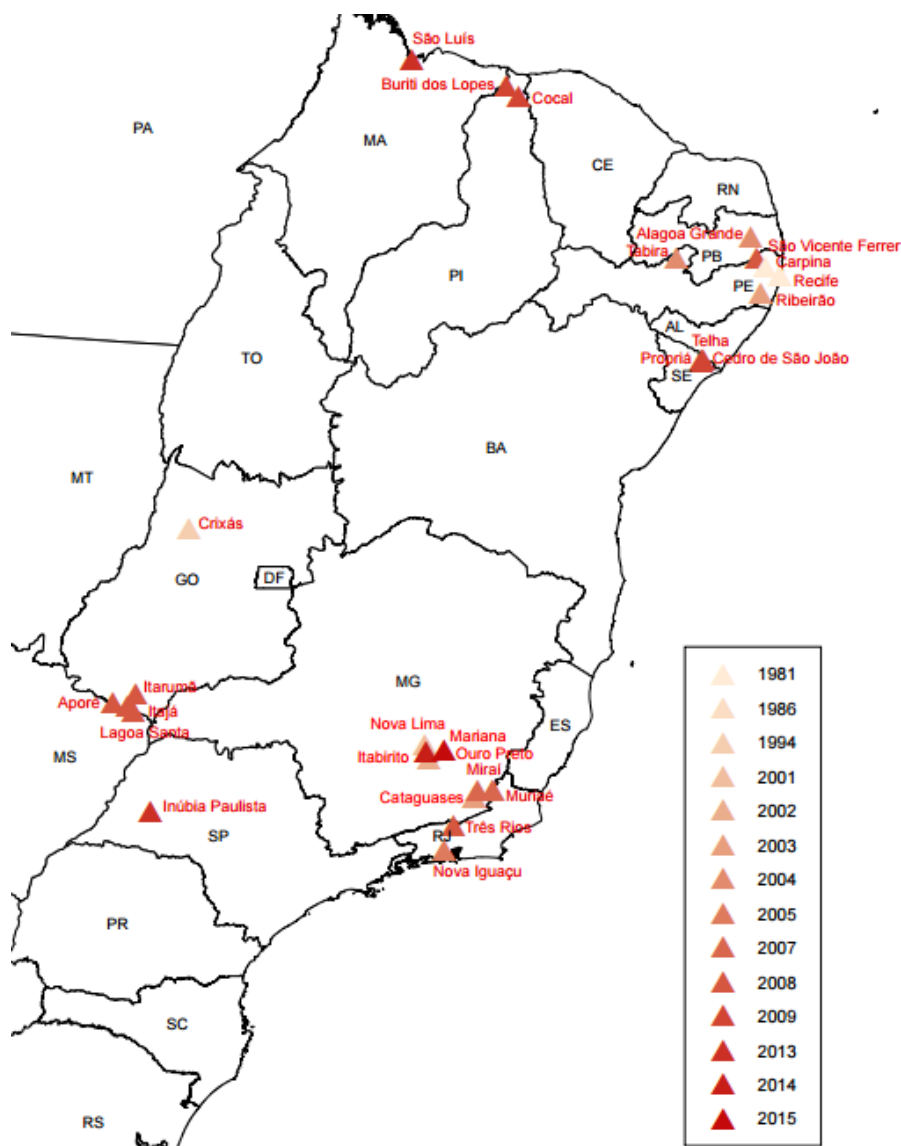 São Luís
Buriti dos Lopes
Cocal
PA
MA
CE
RN
Alagoa Grande
São Vicente Ferrer
Tabira
PB
Carpina
PI
Recife
PE
Ribeirão
AL
Telha
TO
Propriá
Cedro de São João
SE
BA
MT
Crixás
GO
DF
Itarumã
MG
Aporé
Itajá
Nova Lima
ES
Lagoa Santa
Mariana
MS
Itabirito
Ouro Preto
Miraí
Cataguases
Muriaé
Inúbia Paulista
Três Rios
SP
RJ
Nova Iguaçu
PR
SC
RS
1981
1986
1994
2001
2002
2003
2004
2005
2007
2008
2009
2013
2014
2015